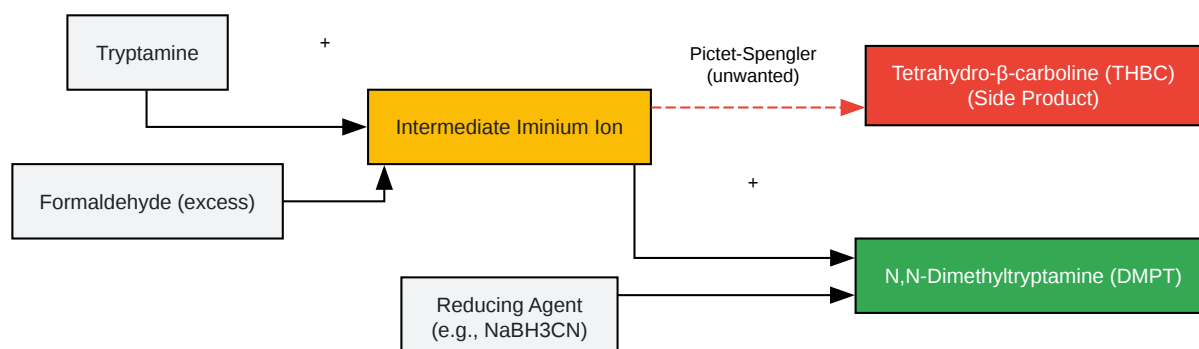 Tryptamine
+
Pictet-Spengler
(unwanted)
Tetrahydro-β-carboline (THBC)
(Side Product)
Intermediate Iminium Ion
Formaldehyde (excess)
+
N,N-Dimethyltryptamine (DMPT)
Reducing Agent
(e.g., NaBH3CN)